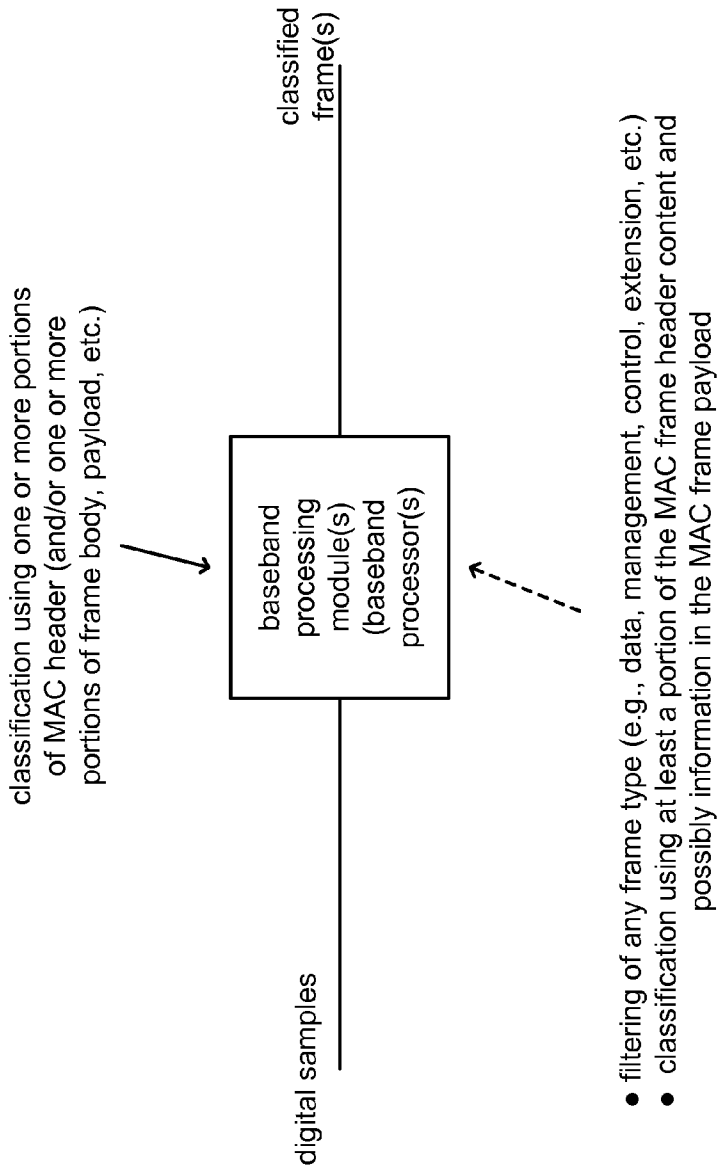 classification using one or more portions
of MAC header (and/or one or more
portions of frame body, payload, etc.)
digital samples
baseband
processing
module(s)
(baseband
processor(s)
classified
frame(s)
● filtering of any frame type (e.g., data, management, control, extension, etc.)
● classification using at least a portion of the MAC frame header content and
possibly information in the MAC frame payload